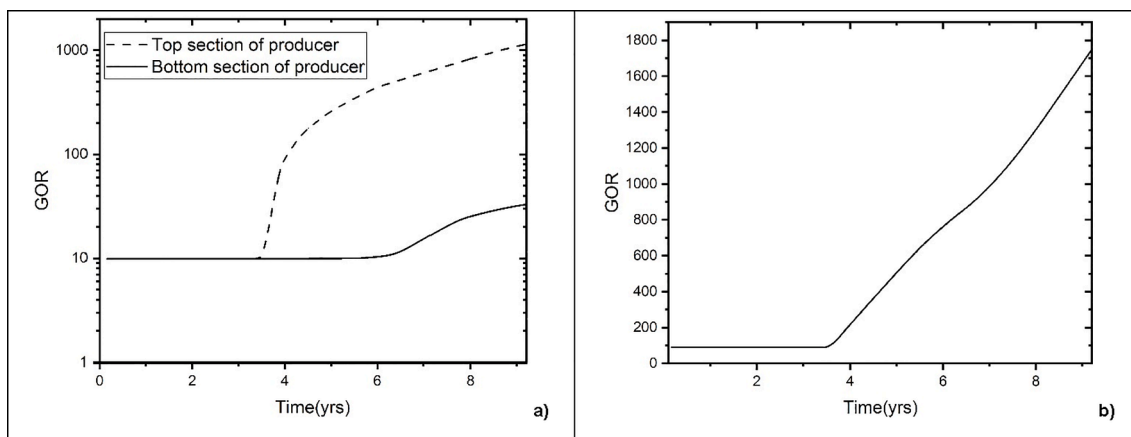 1000
100
10
1
GOR
Top section of producer
Bottom section of producer
0 2 4 6 8
Time(yrs)
a)
1800
1600
1400
1200
1000
800
600
400
200
0
GOR
2 4 6 8
Time(yrs)
b)